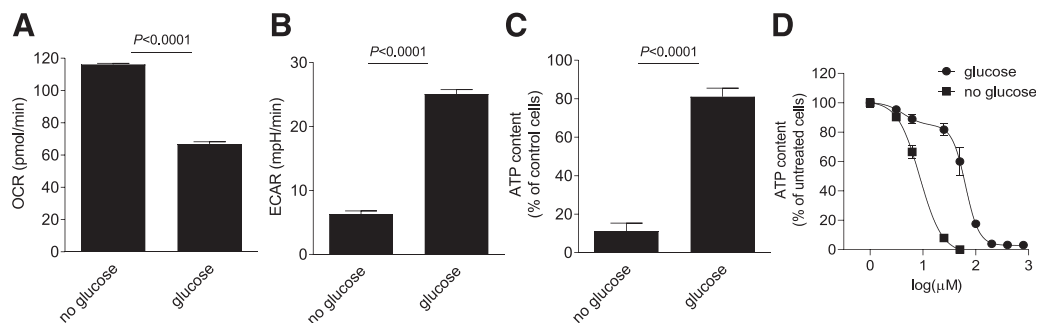 A
P<0.0001
OCR (pmol/min)
120
100
80
60
40
20
0
no glucose
glucose
B
P<0.0001
ECAR (mpH/min)
30
20
10
0
no glucose
glucose
C
P<0.0001
ATP content
(% of control cells)
100
80
60
40
20
0
no glucose
glucose
D
glucose
no glucose
ATP content
(% of untreated cells)
120
100
80
60
40
20
0
0
1
2
3
log(μM)